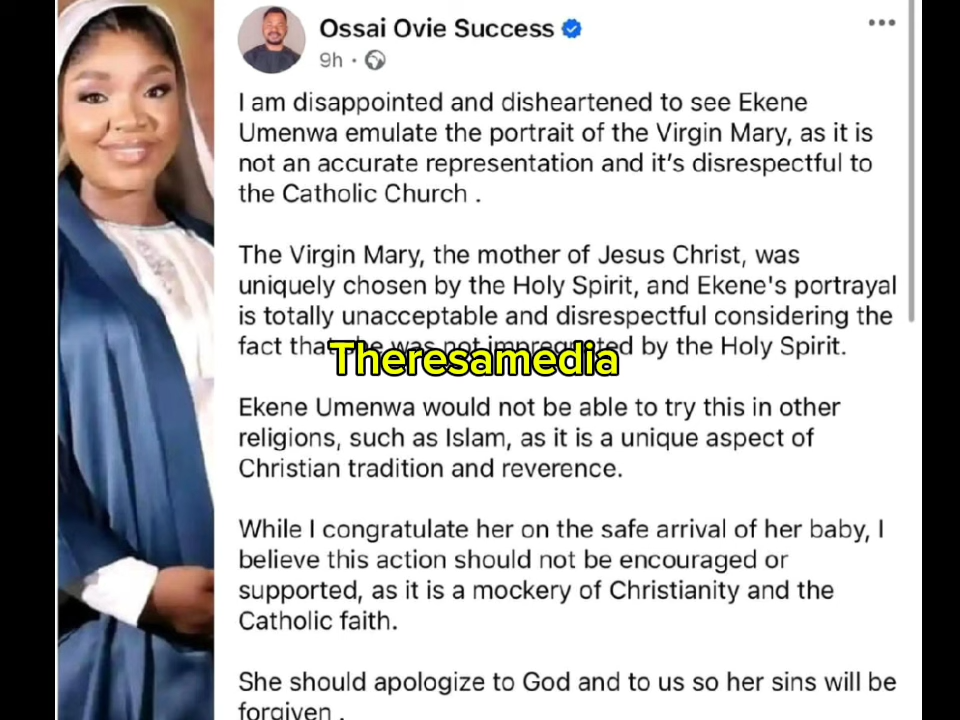 Ossai Ovie Success
9h ·
I am disappointed and disheartened to see Ekene
Umenwa emulate the portrait of the Virgin Mary, as it is
not an accurate representation and it's disrespectful to
the Catholic Church .
The Virgin Mary, the mother of Jesus Christ, was
uniquely chosen by the Holy Spirit, and Ekene's portrayal
is totally unacceptable and disrespectful considering the
fact that she was not impregnated by the Holy Spirit.
Theresamedia
Ekene Umenwa would not be able to try this in other
religions, such as Islam, as it is a unique aspect of
Christian tradition and reverence.
While I congratulate her on the safe arrival of her baby, I
believe this action should not be encouraged or
supported, as it is a mockery of Christianity and the
Catholic faith.
She should apologize to God and to us so her sins will be
forgiven .